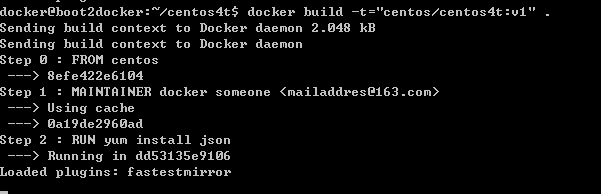 docker@boot2docker:~/centos4t$ docker build -t="centos/centos4t:v1" .
Sending build context to Docker daemon 2.048 kB
Sending build context to Docker daemon
Step 0 : FROM centos
---> 8efe422e6104
Step 1 : MAINTAINER docker someone <mailaddres@163.com>
---> Using cache
---> 0a19de2960ad
Step 2 : RUN yum install json
---> Running in dd53135e9106
Loaded plugins: fastestmirror